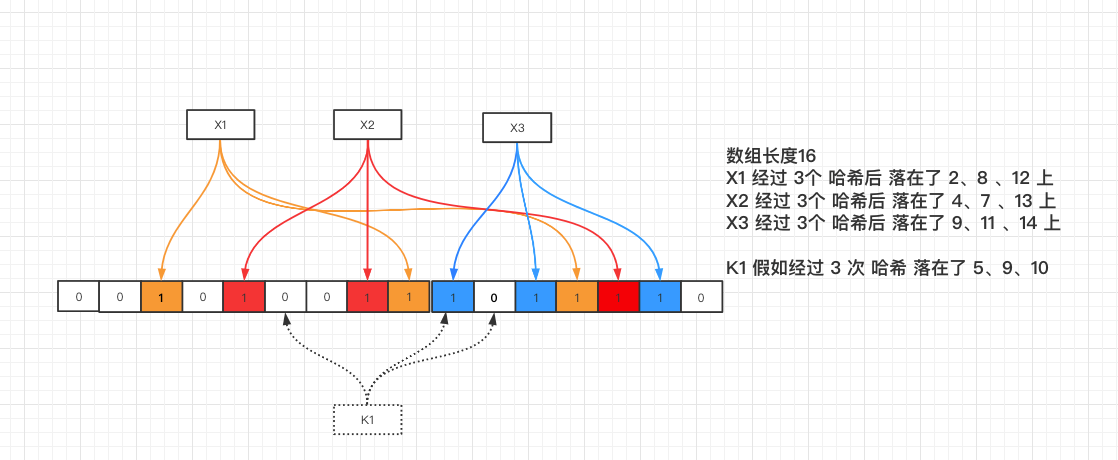 X1 X2 X3
数组长度16
X1 经过 3个 哈希后 落在了 2、8 、12 上
X2 经过 3个 哈希后 落在了 4、7 、13 上
X3 经过 3个 哈希后 落在了 9、11 、14 上
K1 假如经过 3 次 哈希 落在了 5、9、10
0 0 1 0 1 0 0 1 1 1 0 1 1 1 1 0
K1